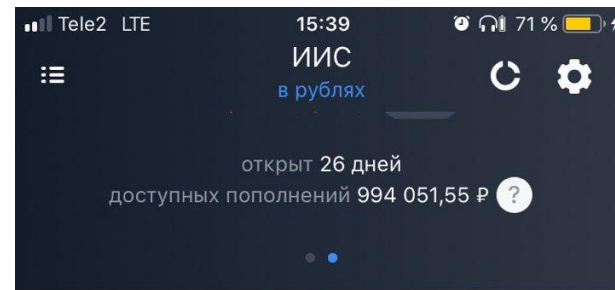 Tele2 LTE 15:39 71 %
ИИС
в рублях
открыт 26 дней
доступных пополнений 994 051,55 ₽ ?